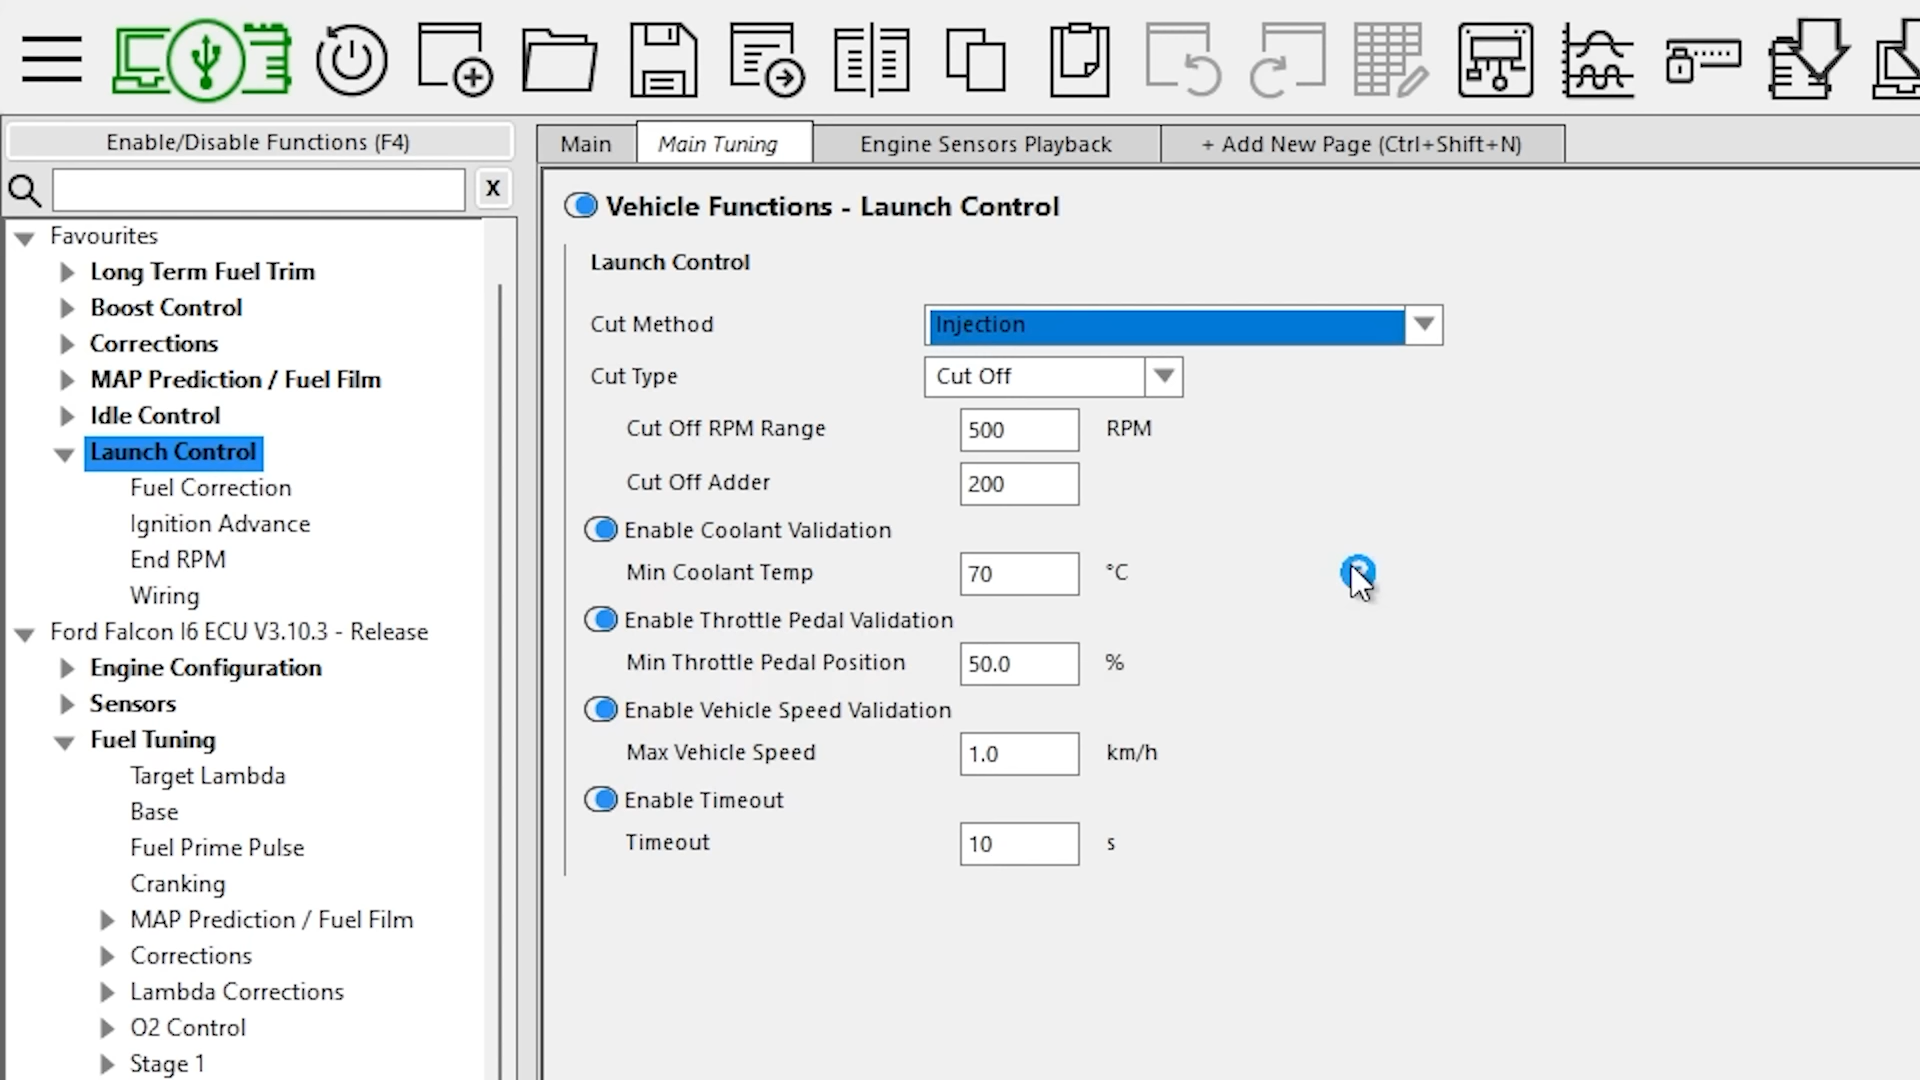 Enable/Disable Functions (F4)
X
Favourites
Long Term Fuel Trim
Boost Control
Corrections
MAP Prediction / Fuel Film
Idle Control
Launch Control
Fuel Correction
Ignition Advance
End RPM
Wiring
Ford Falcon I6 ECU V3.10.3 - Release
Engine Configuration
Sensors
Fuel Tuning
Target Lambda
Base
Fuel Prime Pulse
Cranking
MAP Prediction / Fuel Film
Corrections
Lambda Corrections
O2 Control
Stage 1
Main Main Tuning Engine Sensors Playback + Add New Page (Ctrl+Shift+N)
Vehicle Functions - Launch Control
Launch Control
Cut Method Injection
Cut Type Cut Off
Cut Off RPM Range 500 RPM
Cut Off Adder 200
Enable Coolant Validation
Min Coolant Temp 70 °C
Enable Throttle Pedal Validation
Min Throttle Pedal Position 50.0 %
Enable Vehicle Speed Validation
Max Vehicle Speed 1.0 km/h
Enable Timeout
Timeout 10 s